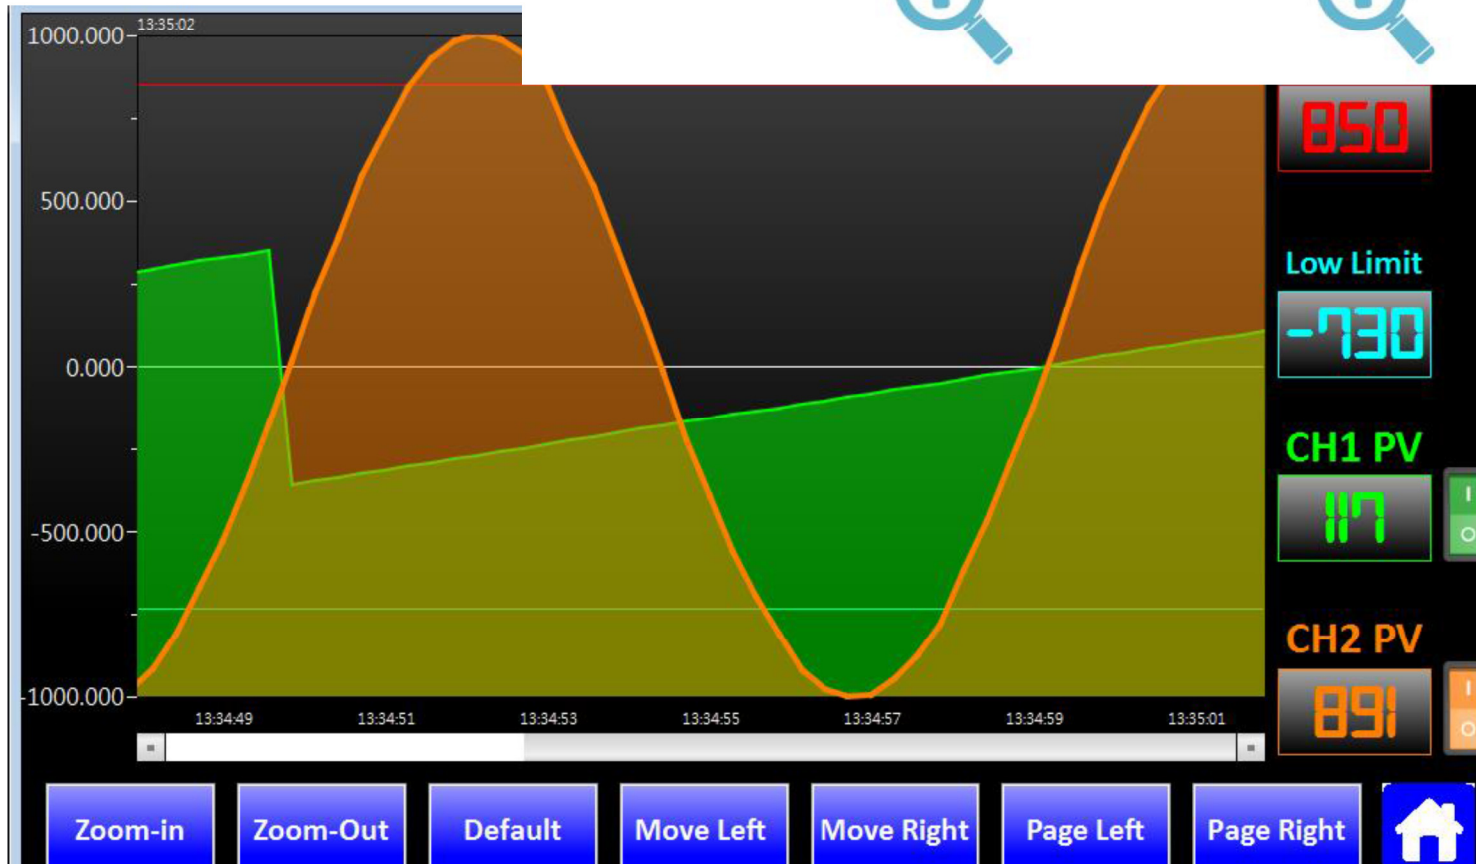 13:35:02
1000.000
500.000
0.000
-500.000
-1000.000
13:34:49 13:34:51 13:34:53 13:34:55 13:34:57 13:34:59 13:35:01
850
Low Limit
-730
CH1 PV
117
I
O
CH2 PV
891
I
O
Zoom-in Zoom-Out Default Move Left Move Right Page Left Page Right